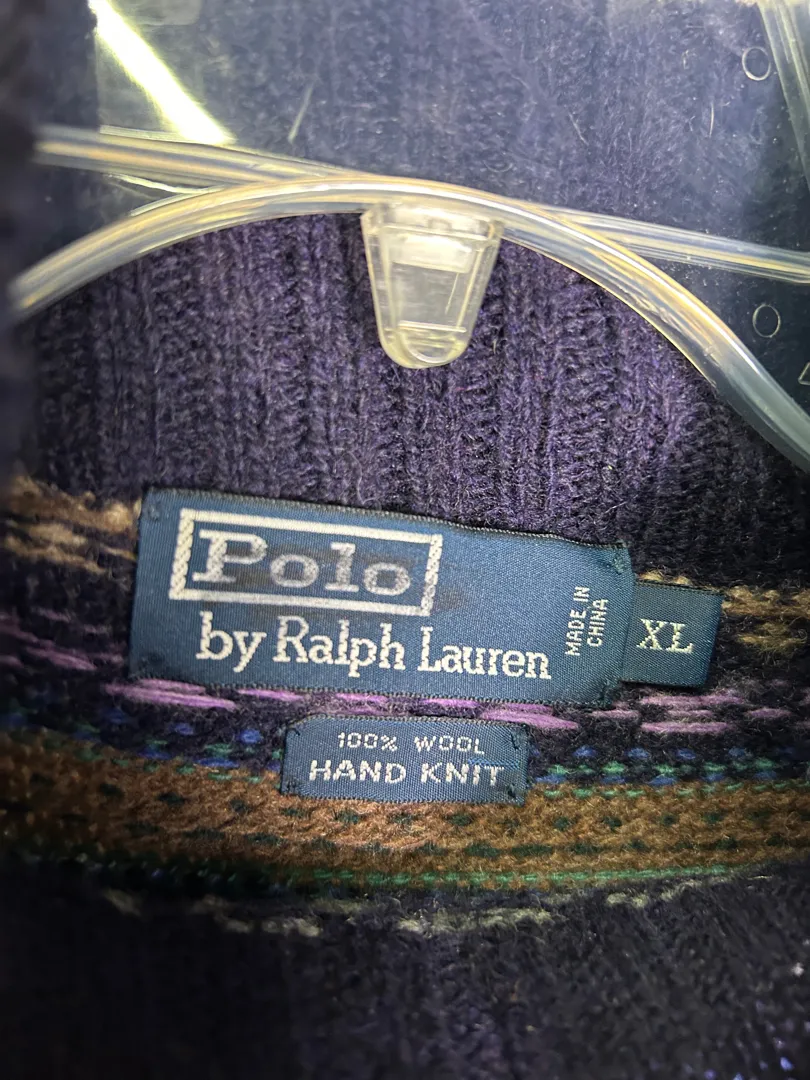 Polo
by Ralph Lauren
MADE IN
CHINA
XL
100% WOOL
HAND KNIT